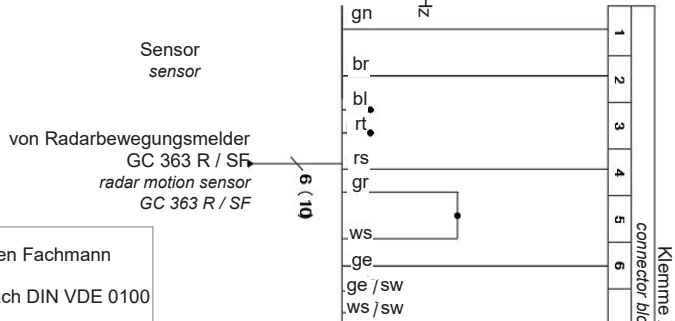 Hz
gn
1
Sensor
sensor
br
2
bl
rt
3
von Radarbewegungsmelder
GC 363 R / SF
radar motion sensor
GC 363 R / SF
6 (10)
rs
4
gr
5
ws
en Fachmann
ge
6
ch DIN VDE 0100
ge / sw
ws / sw
Klemme
connector blo